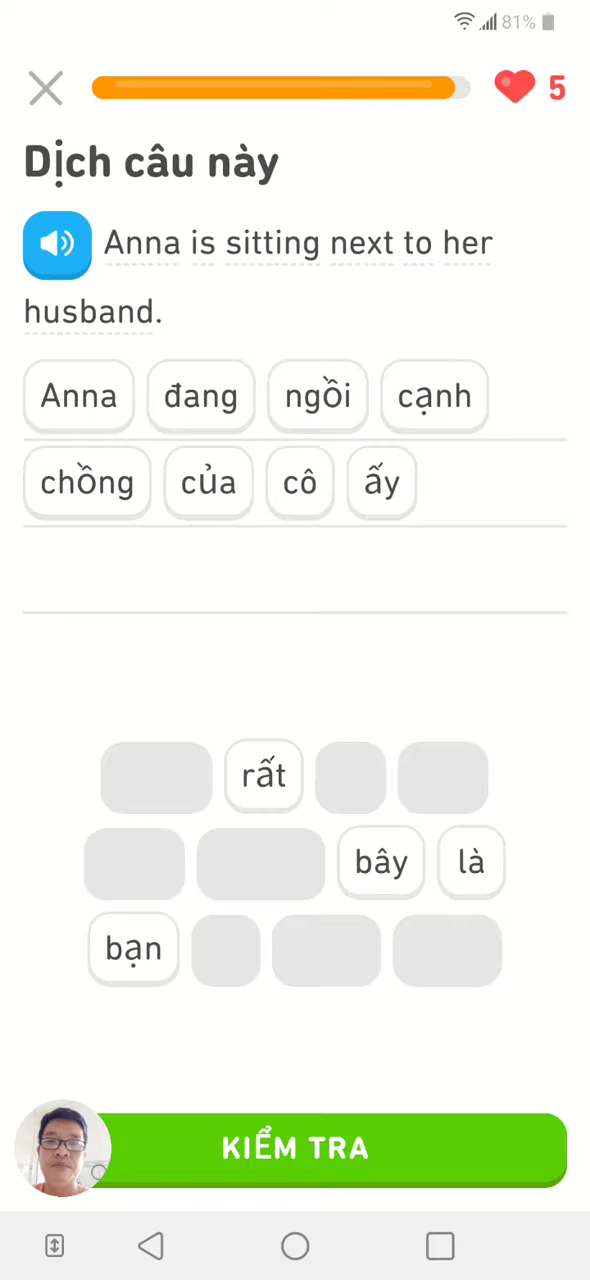 81%
5
Dịch câu này
Anna is sitting next to her
husband.
Anna đang ngồi cạnh
chồng của cô ấy
rất
bây là
bạn
KIỂM TRA